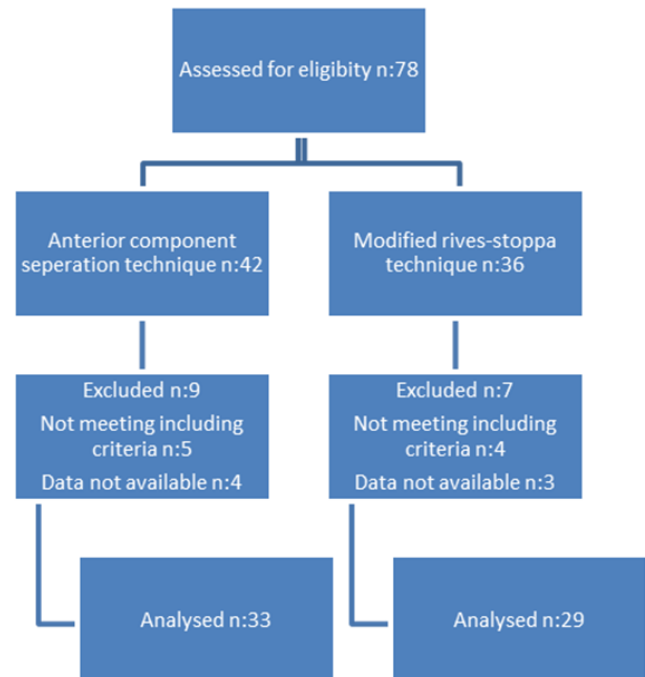 Assessed for eligibity n:78
Anterior component
seperation technique n:42
Modified rives-stoppa
technique n:36
Excluded n:9
Not meeting including
criteria n:5
Data not available n:4
Excluded n:7
Not meeting including
criteria n:4
Data not available n:3
Analysed n:33
Analysed n:29